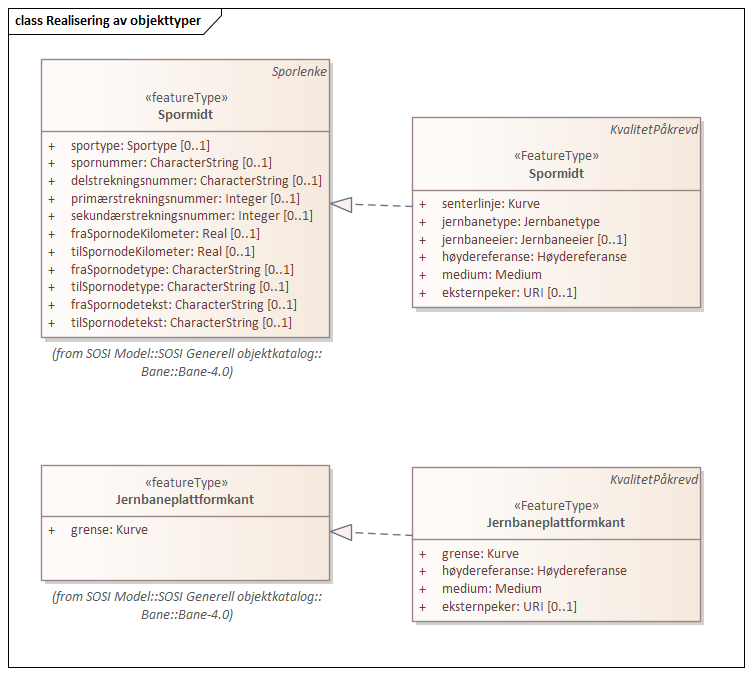 class Realisering av objekttyper
Sporlenke
«featureType»
Spormidt
+ sportype: Sportype [0..1]
+ spornummer: CharacterString [0..1]
+ delstrekningsnummer: CharacterString [0..1]
+ primærstrekningsnummer: Integer [0..1]
+ sekundærstrekningsnummer: Integer [0..1]
+ fraSpornodeKilometer: Real [0..1]
+ tilSpornodeKilometer: Real [0..1]
+ fraSpornodetype: CharacterString [0..1]
+ tilSpornodetype: CharacterString [0..1]
+ fraSpornodetekst: CharacterString [0..1]
+ tilSpornodetekst: CharacterString [0..1]
(from SOSI Model::SOSI Generell objektkatalog::
Bane::Bane-4.0)
KvalitetPåkrevd
«FeatureType»
Spormidt
+ senterlinje: Kurve
+ jernbanetype: Jernbanetype
+ jernbaneeier: Jernbaneeier [0..1]
+ høydereferanse: Høydereferanse
+ medium: Medium
+ eksternpeker: URI [0..1]
«featureType»
Jernbaneplattformkant
+ grense: Kurve
(from SOSI Model::SOSI Generell objektkatalog::
Bane::Bane-4.0)
KvalitetPåkrevd
«FeatureType»
Jernbaneplattformkant
+ grense: Kurve
+ høydereferanse: Høydereferanse
+ medium: Medium
+ eksternpeker: URI [0..1]